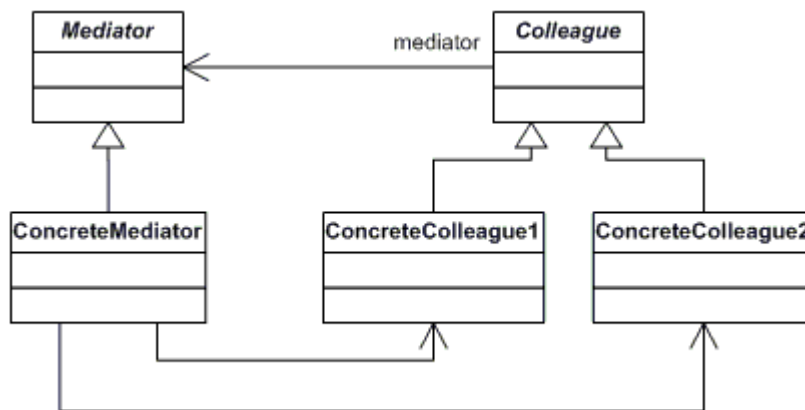 Mediator
Colleague
mediator
ConcreteMediator
ConcreteColleague1
ConcreteColleague2